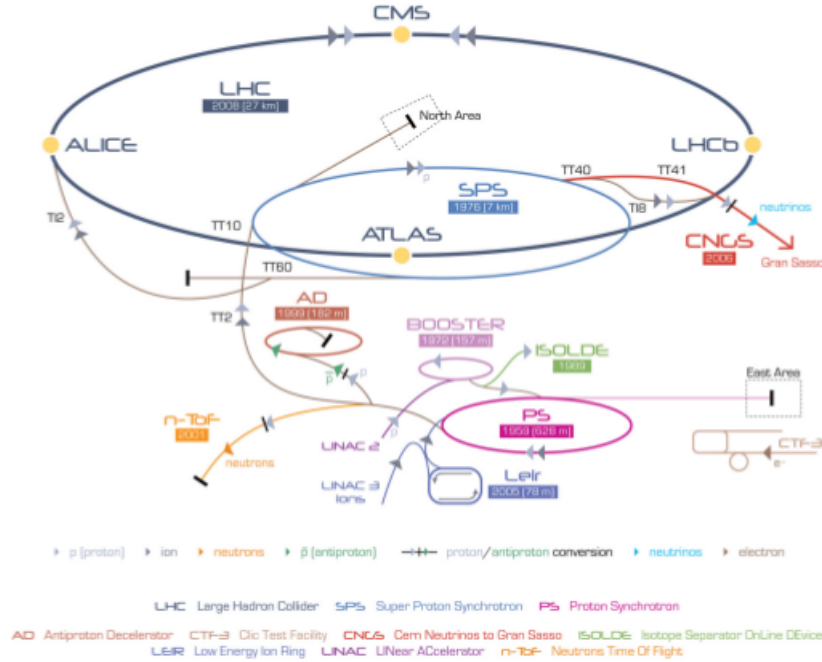 CMS
LHC
2008 (27 km)
North Area
ALICE
LHCb
TT40
TT41
SPS
1976 (7 km)
TI8
neutrinos
TI2
TT10
ATLAS
CNGS
2006
Gran Sasso
TT60
AD
1999 (182 m)
TT2
BOOSTER
1972 (157 m)
ISOLDE
1989
p
p̄
p
East Area
n-ToF
2001
LINAC 2
p
PS
1959 (628 m)
CTF-3
e-
neutrons
LINAC 3
Ions
Leir
2005 (78 m)
p (proton)
ion
neutrons
p̄ (antiproton)
proton/antiproton conversion
neutrinos
electron
LHC Large Hadron Collider SPS Super Proton Synchrotron PS Proton Synchrotron
AD Antiproton Decelerator CTF-3 Clic Test Facility CNGS Cern Neutrinos to Gran Sasso ISOLDE Isotope Separator OnLine DEvice
LEIR Low Energy Ion Ring LINAC LINear ACcelerator n-ToF Neutrons Time Of Flight